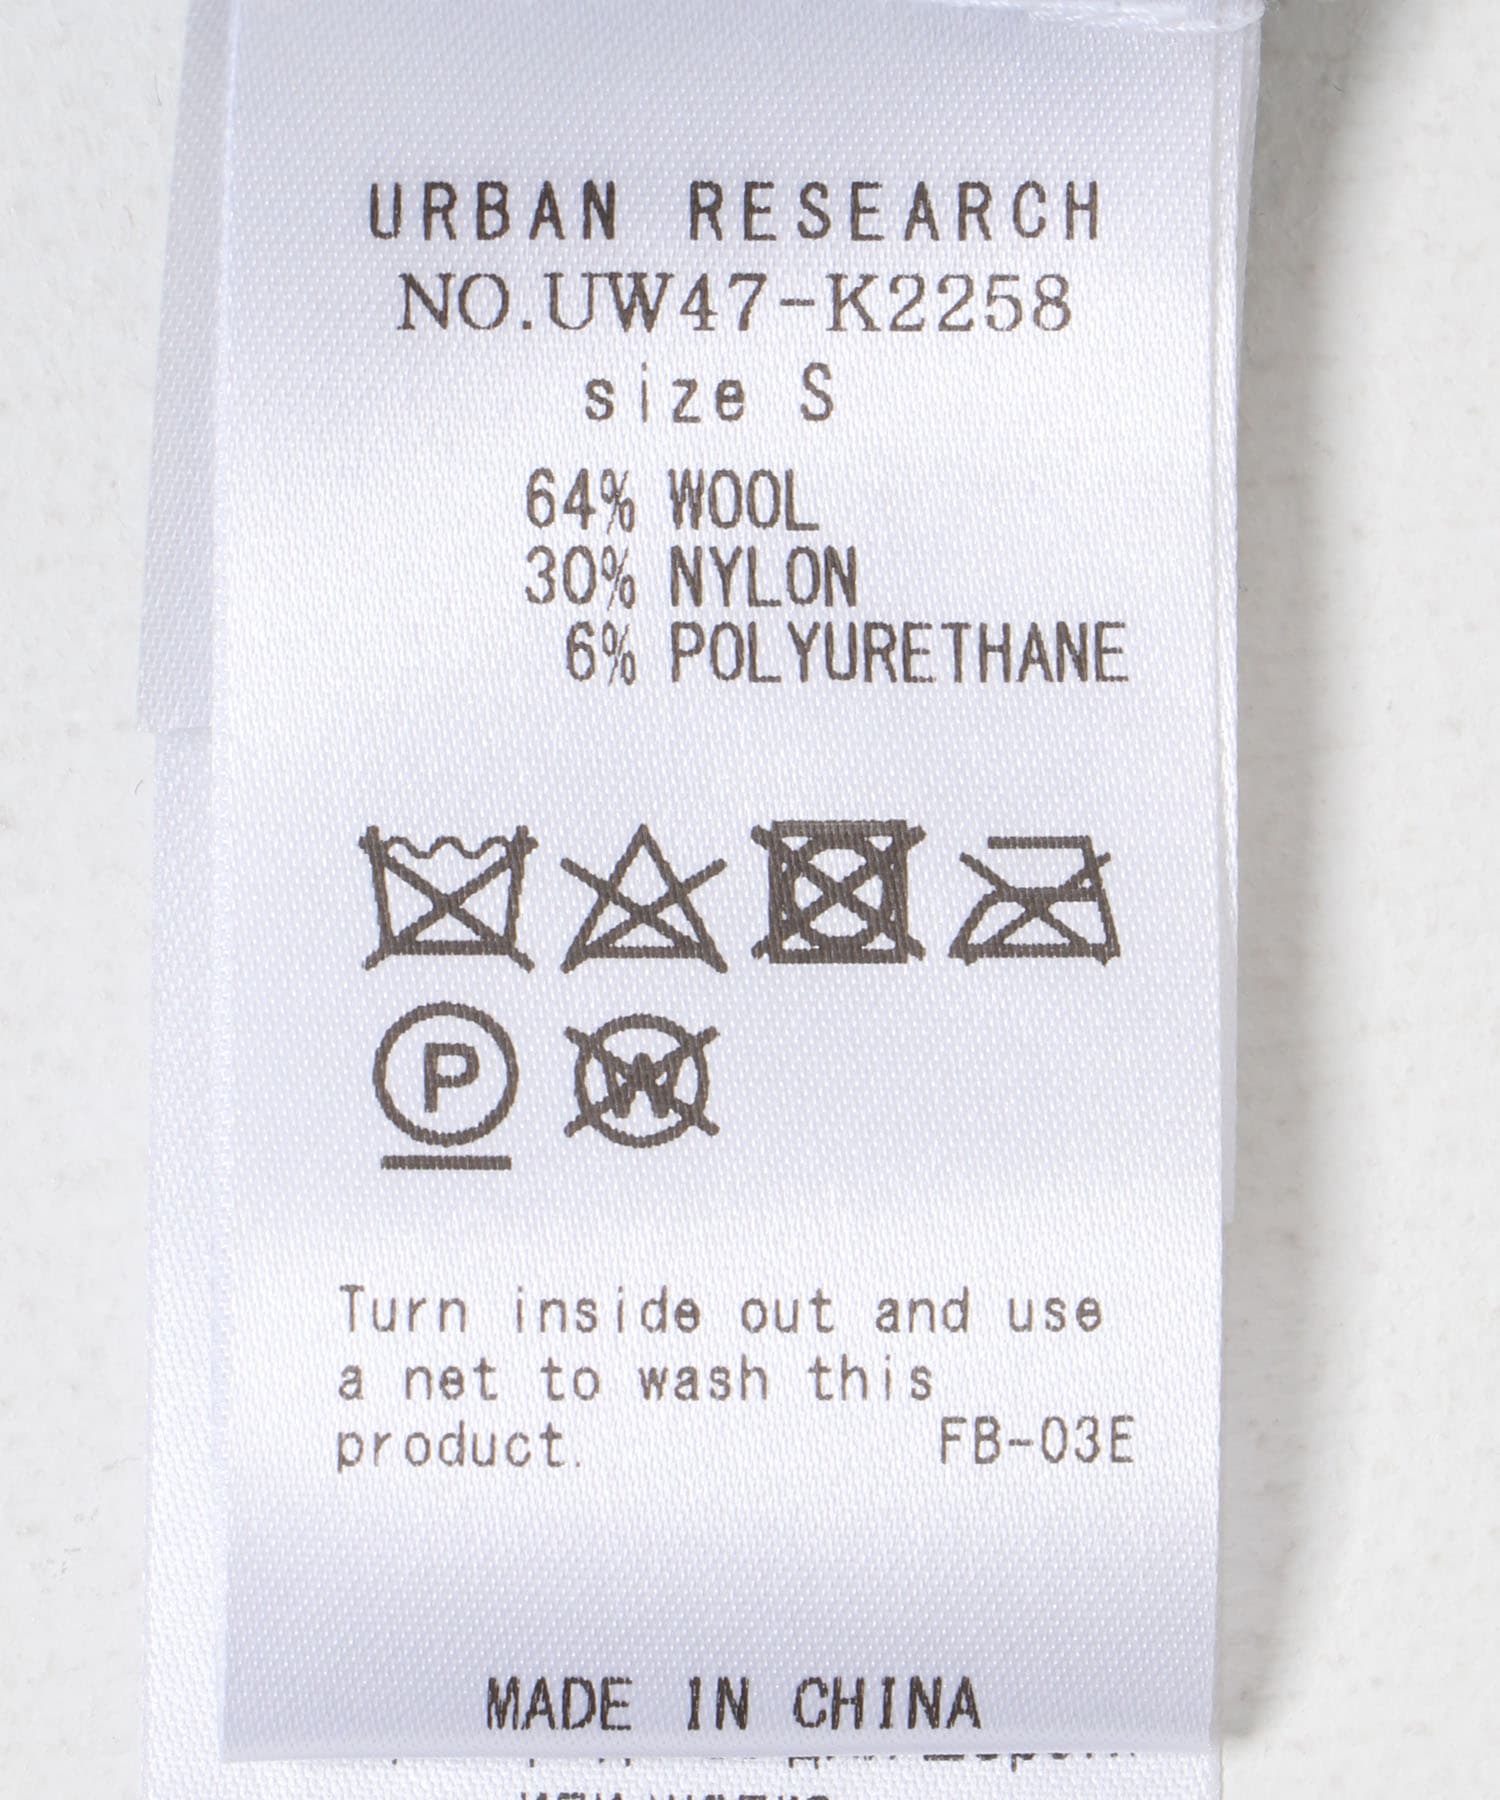 URBAN RESEARCH
NO.UW47-K2258
size S
64% WOOL
30% NYLON
6% POLYURETHANE
P
W
Turn inside out and use
a net to wash this
product. FB-03E
MADE IN CHINA